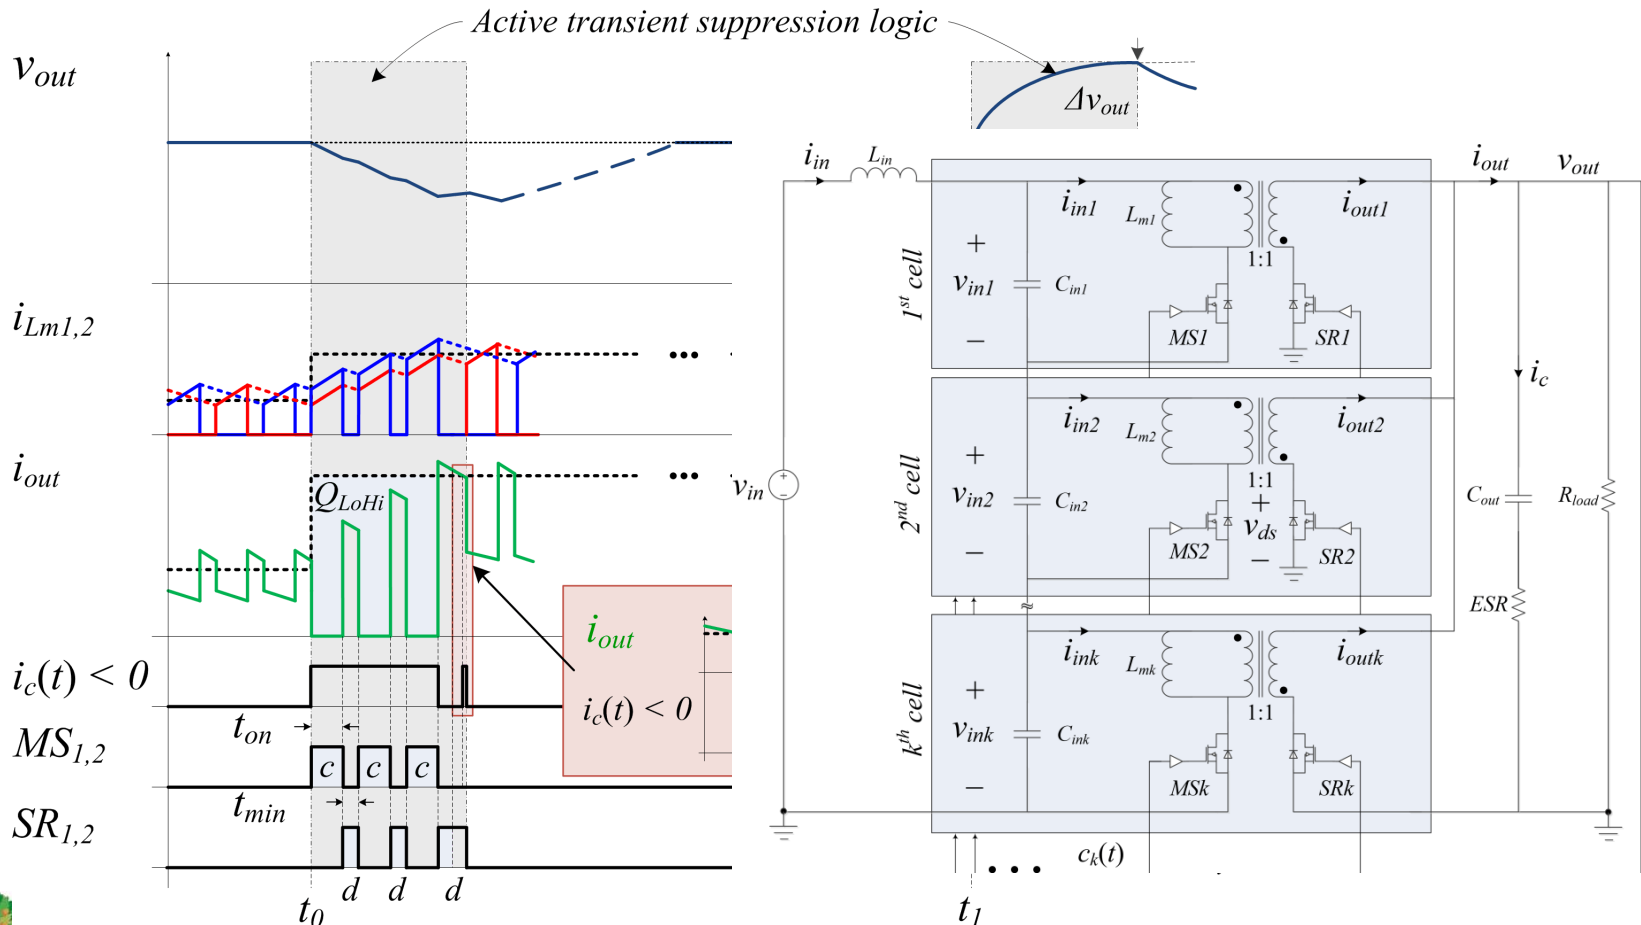 Active transient suppression logic
v_out
Δv_out
i_in
L_in
i_out
v_out
i_in1
L_m1
i_out1
1:1
+
v_in1
−
C_in1
MS1
SR1
1st cell
i_Lm1,2
...
i_c
i_in2
L_m2
i_out2
1:1
+
v_in2
−
C_in2
MS2
+
v_ds
−
SR2
2nd cell
i_out
...
Q_LoHi
v_in
+
−
C_out
R_load
ESR
≈
i_out
i_c(t) < 0
i_c(t) < 0
i_ink
L_mk
i_outk
1:1
+
v_ink
−
C_ink
MSk
SRk
kth cell
t_on
MS_1,2
c c c
t_min
SR_1,2
d d d
t_0
c_k(t)
...
t_1